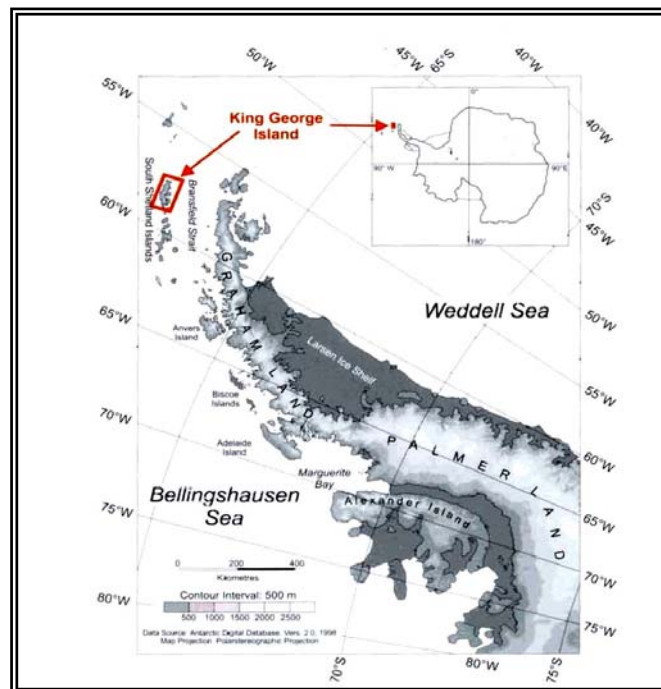 50°W
45°W
65°S
40°W
55°W
King George
Island
0°
90° W
90°E
180°
40°W
70°S
45°W
60°W
South Shetland Islands
Bransfield Strait
GRAHAM LAND
Weddell Sea
50°W
65°W
Anvers
Island
Larsen Ice Shelf
55°W
Biscoe
Islands
70°W
Adelaide
Island
PALMER LAND
60°W
Marguerite
Bay
75°W
Bellingshausen
Sea
Alexander Island
65°W
0 200 400
Kilometres
70°W
80°W
Contour Interval: 500 m
500 1000 1500 2000 2500
75°W
Data Source: Antarctic Digital Database, Vers. 2.0, 1998
Map Projection: Polarstereographic Projection
70°S
80°W
75°S